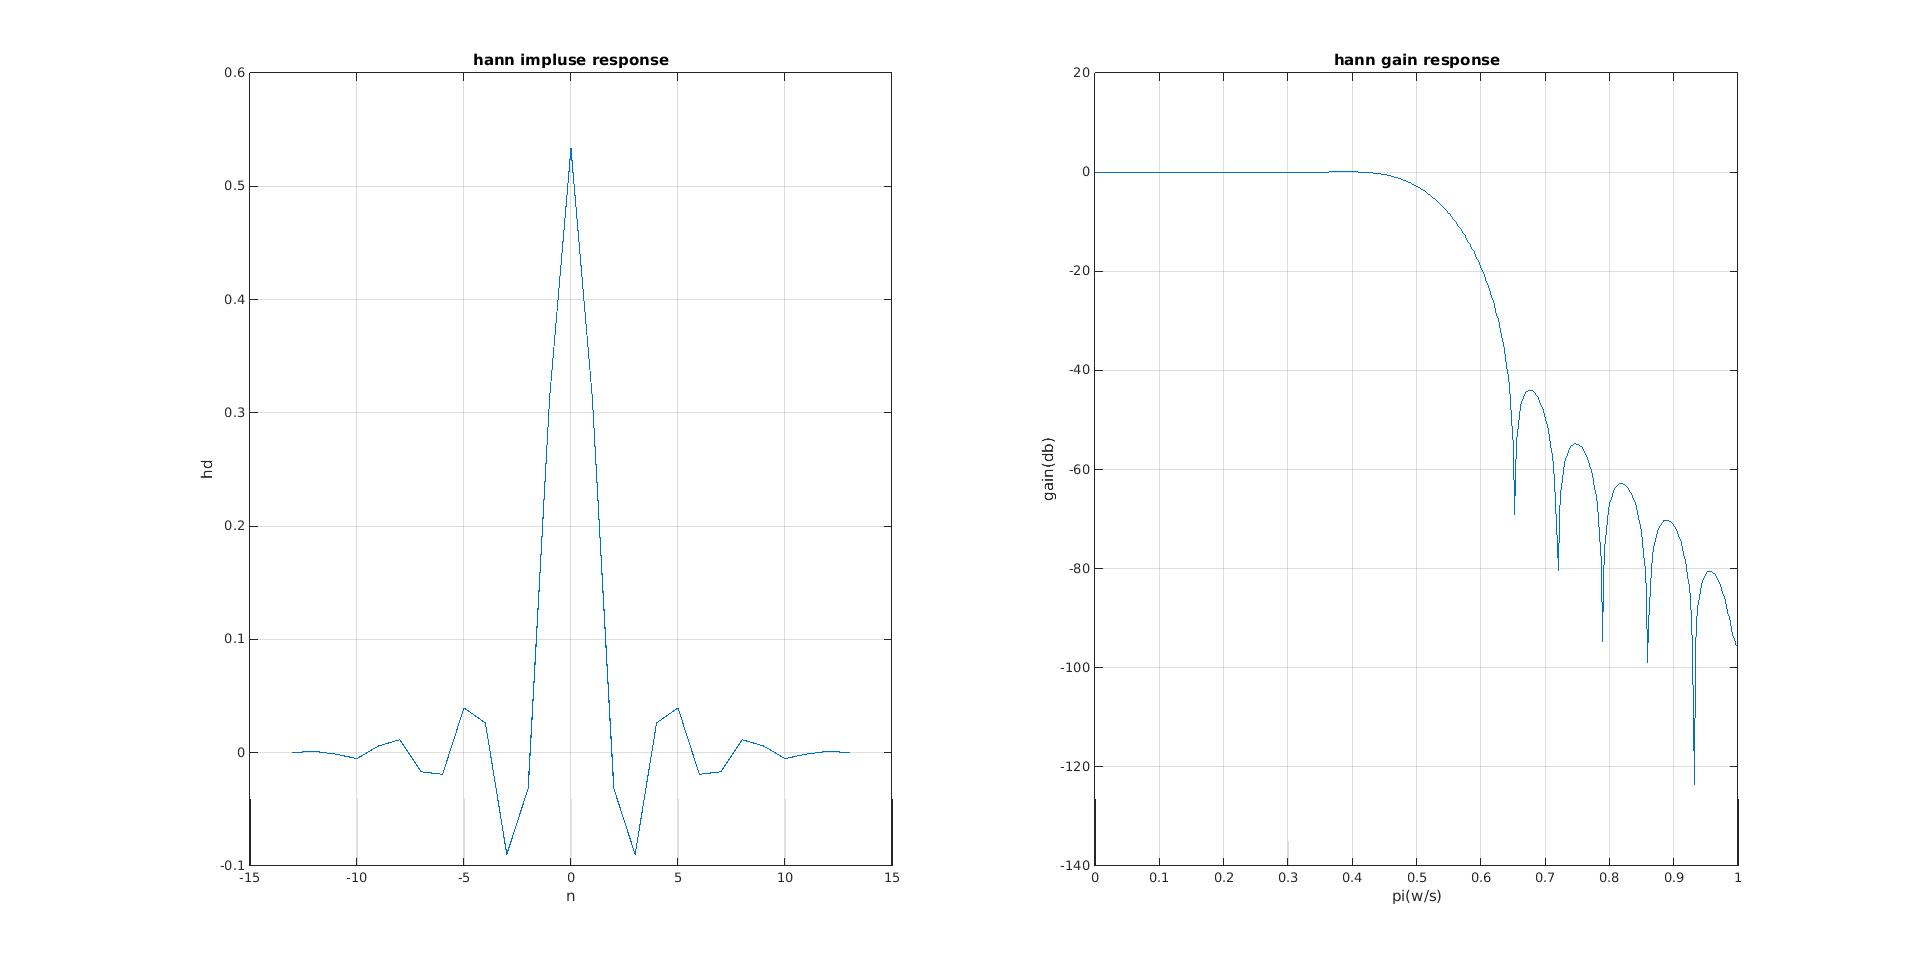 hann impluse response
0.6
0.5
0.4
0.3
0.2
0.1
0
-0.1
hd
-15 -10 -5 0 5 10 15
n
hann gain response
20
0
-20
-40
-60
-80
-100
-120
-140
gain(db)
0 0.1 0.2 0.3 0.4 0.5 0.6 0.7 0.8 0.9 1
pi(w/s)